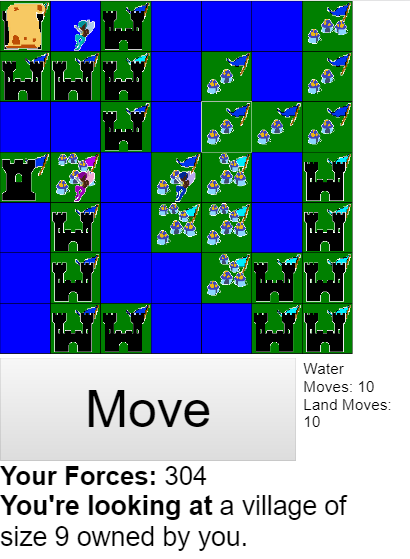 Move
Water
Moves: 10
Land Moves:
10
Your Forces: 304
You're looking at a village of
size 9 owned by you.